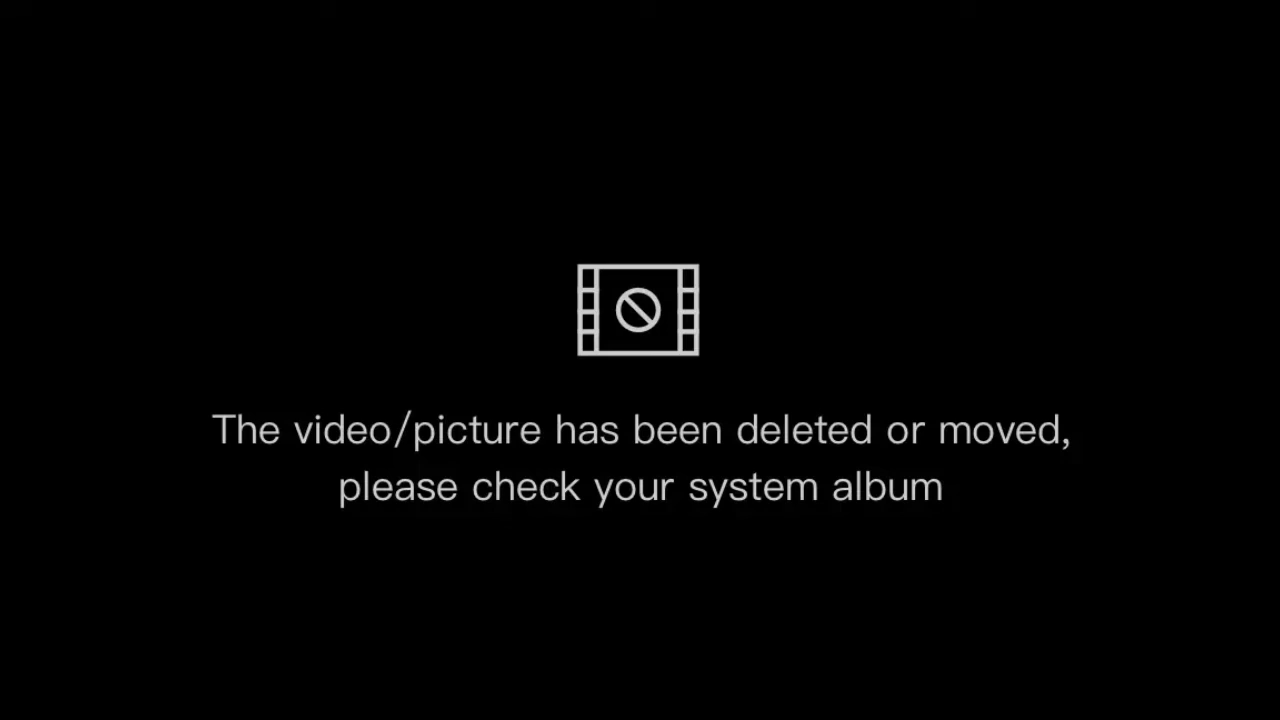 The video/picture has been deleted or moved,
please check your system album